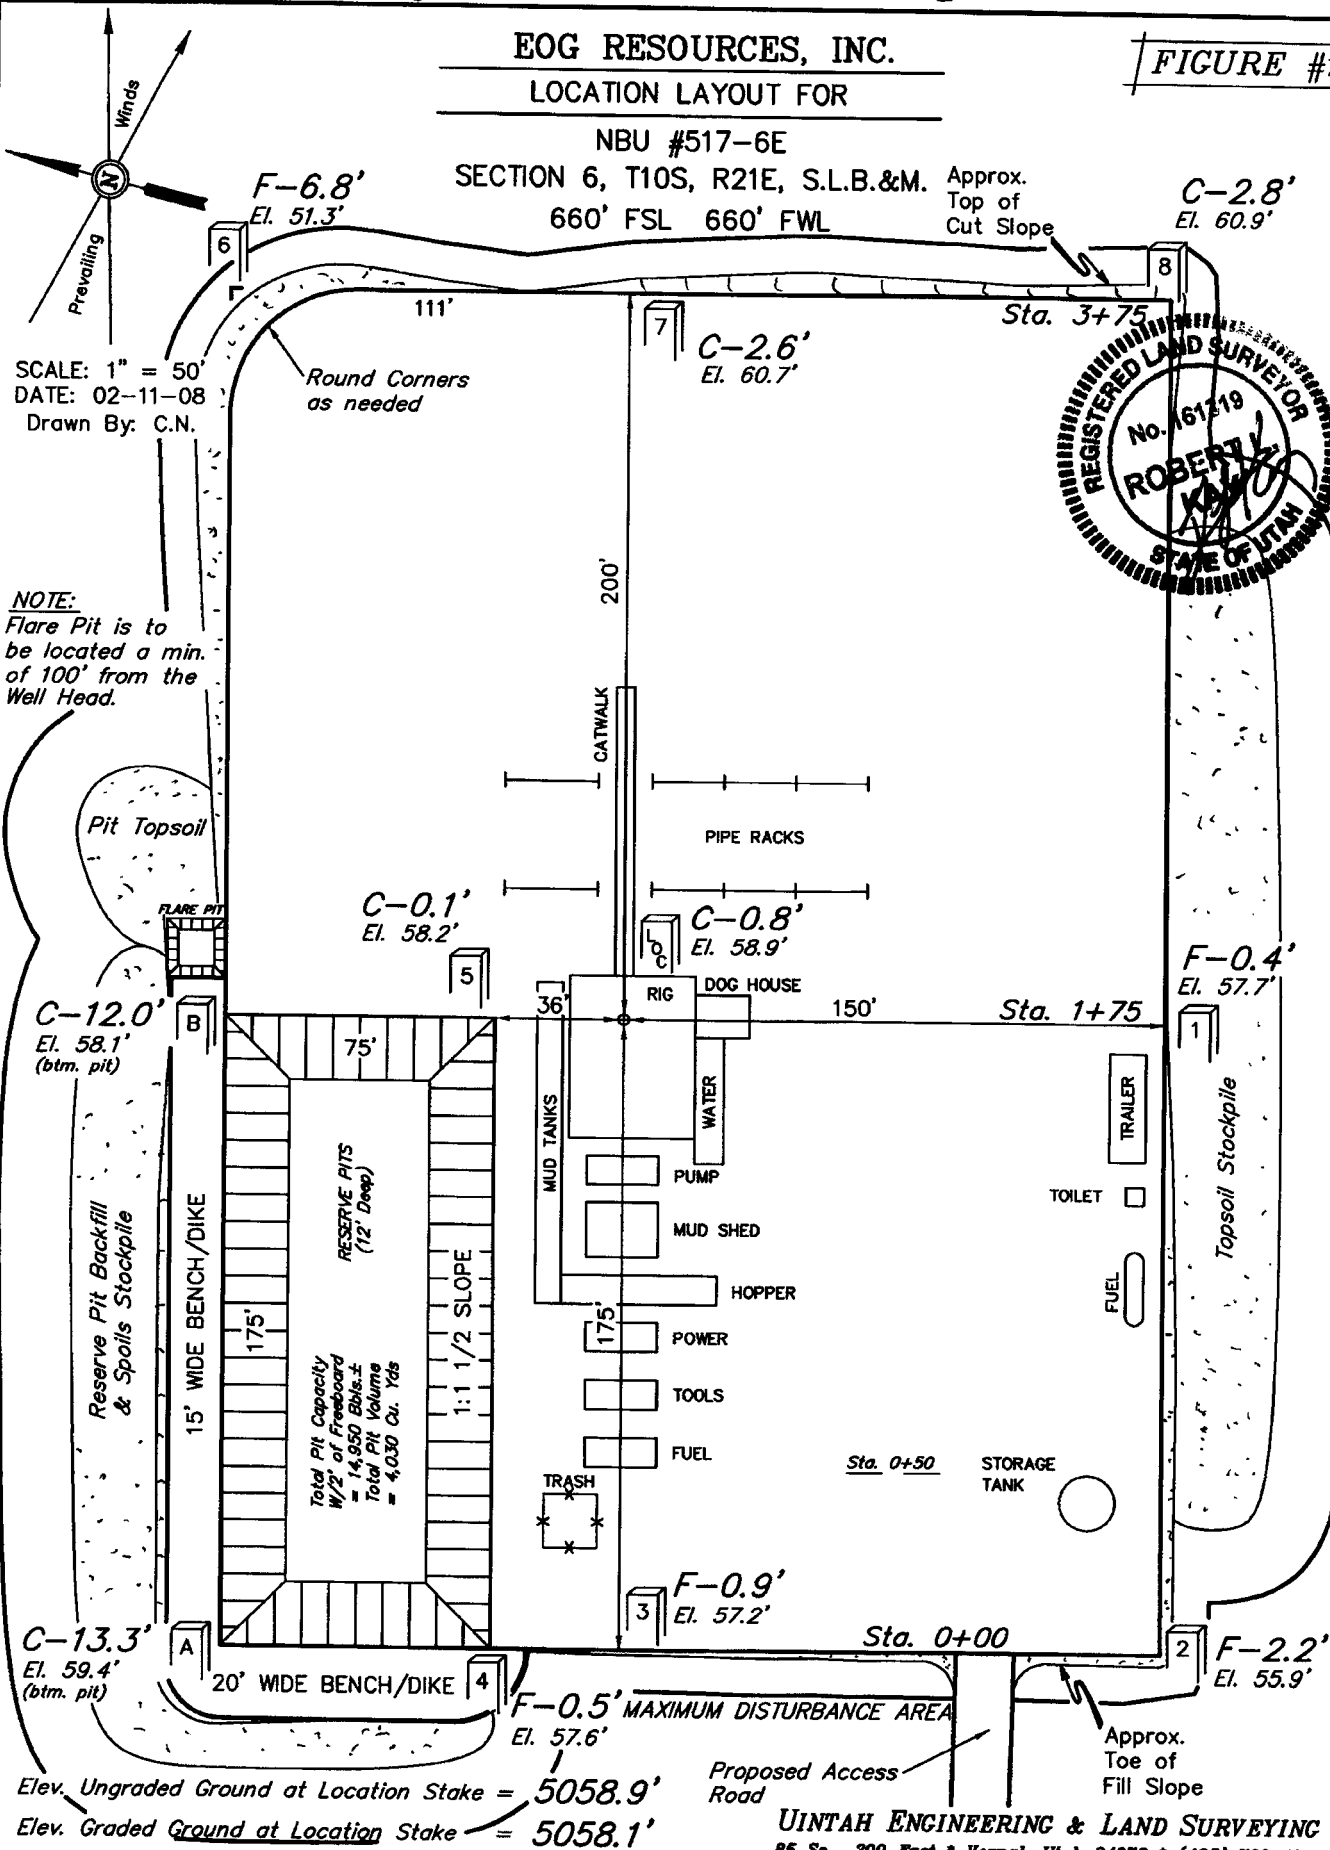 EOG RESOURCES, INC.
LOCATION LAYOUT FOR
NBU #517-6E
SECTION 6, T10S, R21E, S.L.B.&M.
660' FSL 660' FWL
FIGURE #
Winds
N
Prevailing
SCALE: 1" = 50'
DATE: 02-11-08
Drawn By: C.N.
F-6.8'
El. 51.3'
6
Approx.
Top of
Cut Slope
C-2.8'
El. 60.9'
8
111'
7
Sta. 3+75
C-2.6'
El. 60.7'
Round Corners
as needed
REGISTERED LAND SURVEYOR
No. 161319
ROBERT L.
KAY
STATE OF UTAH
200'
NOTE:
Flare Pit is to
be located a min.
of 100' from the
Well Head.
CATWALK
PIPE RACKS
Pit Topsoil
FLARE PIT
C-0.1'
El. 58.2'
5
LOC
C-0.8'
El. 58.9'
F-0.4'
El. 57.7'
1
C-12.0'
El. 58.1'
(btm. pit)
B
75'
36'
RIG
DOG HOUSE
150'
Sta. 1+75
MUD TANKS
WATER
TRAILER
PUMP
TOILET
MUD SHED
HOPPER
FUEL
Topsoil Stockpile
Reserve Pit Backfill
& Spoils Stockpile
15' WIDE BENCH/DIKE
175'
RESERVE PITS
(12' Deep)
Total Pit Capacity
W/2' of Freeboard
= 14,950 Bbls.±
Total Pit Volume
= 4,030 Cu. Yds
1:1 1/2 SLOPE
175'
POWER
TOOLS
FUEL
TRASH
Sta. 0+50
STORAGE
TANK
3
F-0.9'
El. 57.2'
Sta. 0+00
2
F-2.2'
El. 55.9'
C-13.3'
El. 59.4'
(btm. pit)
A
20' WIDE BENCH/DIKE
4
F-0.5'
El. 57.6'
MAXIMUM DISTURBANCE AREA
Approx.
Toe of
Fill Slope
Proposed Access
Road
Elev. Ungraded Ground at Location Stake = 5058.9'
Elev. Graded Ground at Location Stake = 5058.1'
UINTAH ENGINEERING & LAND SURVEYING